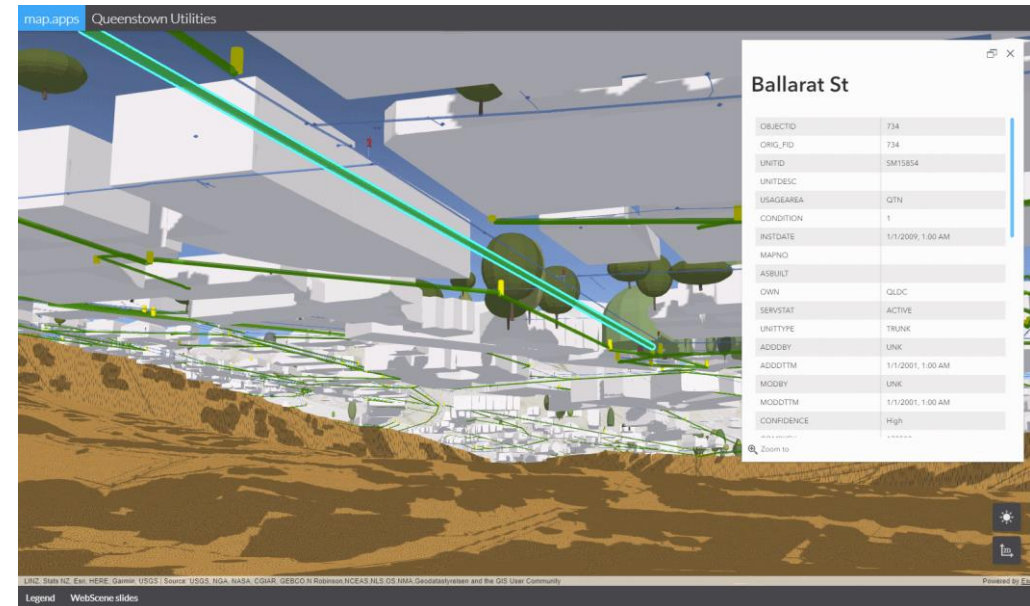 map.apps Queenstown Utilities
Ballarat St
OBJECTID 734
ORIG_FID 734
UNITID SM15854
UNITDESC
USAGEAREA QTN
CONDITION 1
INSTDATE 1/1/2009, 1:00 AM
MAPNO
ASBUILT
OWN QLDC
SERVSTAT ACTIVE
UNITTYPE TRUNK
ADDDBY UNK
ADDDTTM 1/1/2001, 1:00 AM
MODBY UNK
MODDTTM 1/1/2001, 1:00 AM
CONFIDENCE High
Zoom to
2D
LINZ, Stats NZ, Esri, HERE, Garmin, USGS | Source: USGS, NGA, NASA, CGIAR, GEBCO,N Robinson,NCEAS,NLS,OS,NMA,Geodatastyrelsen and the GIS User Community Powered by
Legend WebScene slides